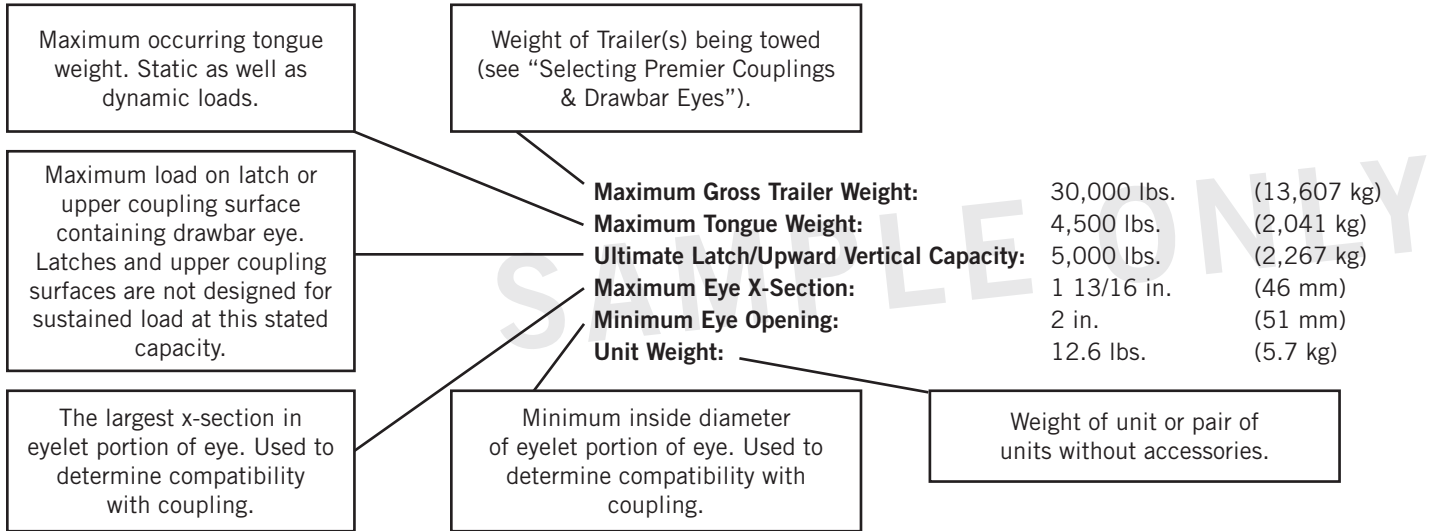 Maximum occurring tongue
weight. Static as well as
dynamic loads.
Weight of Trailer(s) being towed
(see “Selecting Premier Couplings
& Drawbar Eyes”).
Maximum load on latch or
upper coupling surface
containing drawbar eye.
Latches and upper coupling
surfaces are not designed for
sustained load at this stated
capacity.
Maximum Gross Trailer Weight: 30,000 lbs. (13,607 kg)
Maximum Tongue Weight: 4,500 lbs. (2,041 kg)
Ultimate Latch/Upward Vertical Capacity: 5,000 lbs. (2,267 kg)
Maximum Eye X-Section: 1 13/16 in. (46 mm)
Minimum Eye Opening: 2 in. (51 mm)
Unit Weight: 12.6 lbs. (5.7 kg)
SAMPLE ONLY
The largest x-section in
eyelet portion of eye. Used to
determine compatibility
with coupling.
Minimum inside diameter
of eyelet portion of eye. Used to
determine compatibility with
coupling.
Weight of unit or pair of
units without accessories.